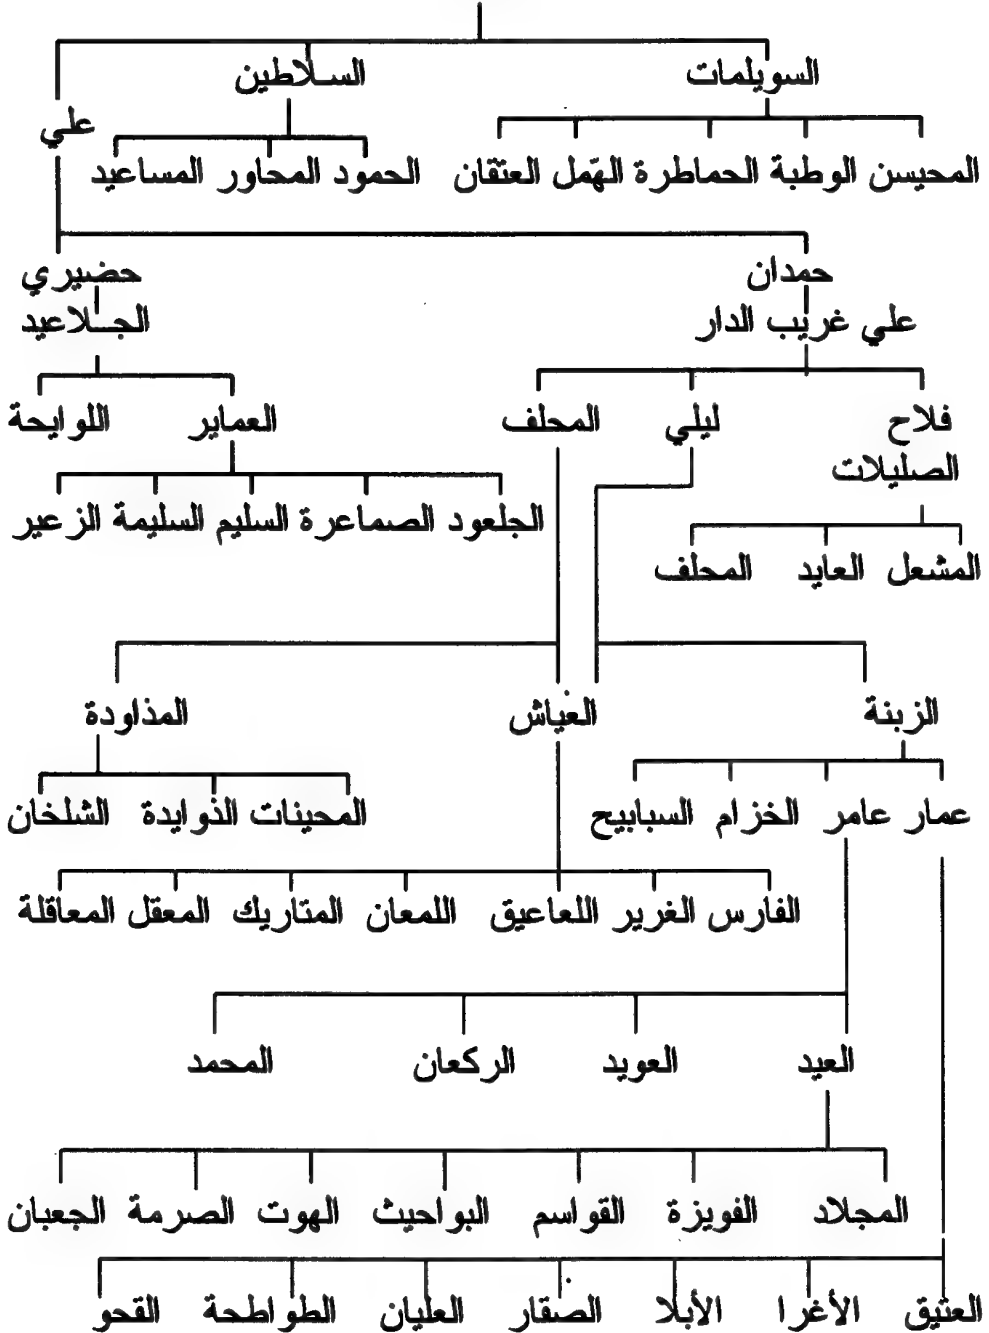 السويلمات السلاطين
علي
المحيسن الوطبة الحماطرة الهّمل العتقان الحمود المحاور المساعيد
حمدان حضيري
علي غريب الدار الجلاعيد
فلاح ليلي المحلف العماير اللوايحة
الصليلات
الجلعود الصماعرة السليم السليمة الزعير
المشعل العايد المحلف
الزبنة العياش المذاودة
عمار عامر الخزام السبابيح المحينات الذوايدة الشلخان
الفارس الغرير اللعاعيق اللمعان المتاريك المعقل المعاقلة
العيد العويد الركعان المحمد
المجلاد الفويزة القواسم البواحيث الهوت الصرمة الجعبان
العتيق الأغرا الأبلا الصقار العليان الطواطحة القحو